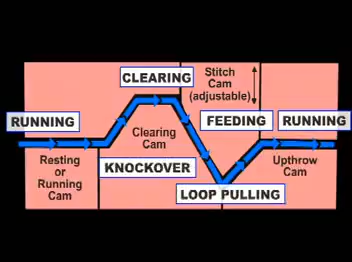 CLEARING
Stitch
Cam
(adjustable)
RUNNING
FEEDING
RUNNING
Clearing
Cam
Resting
or
Running
Cam
KNOCKOVER
Upthrow
Cam
LOOP PULLING